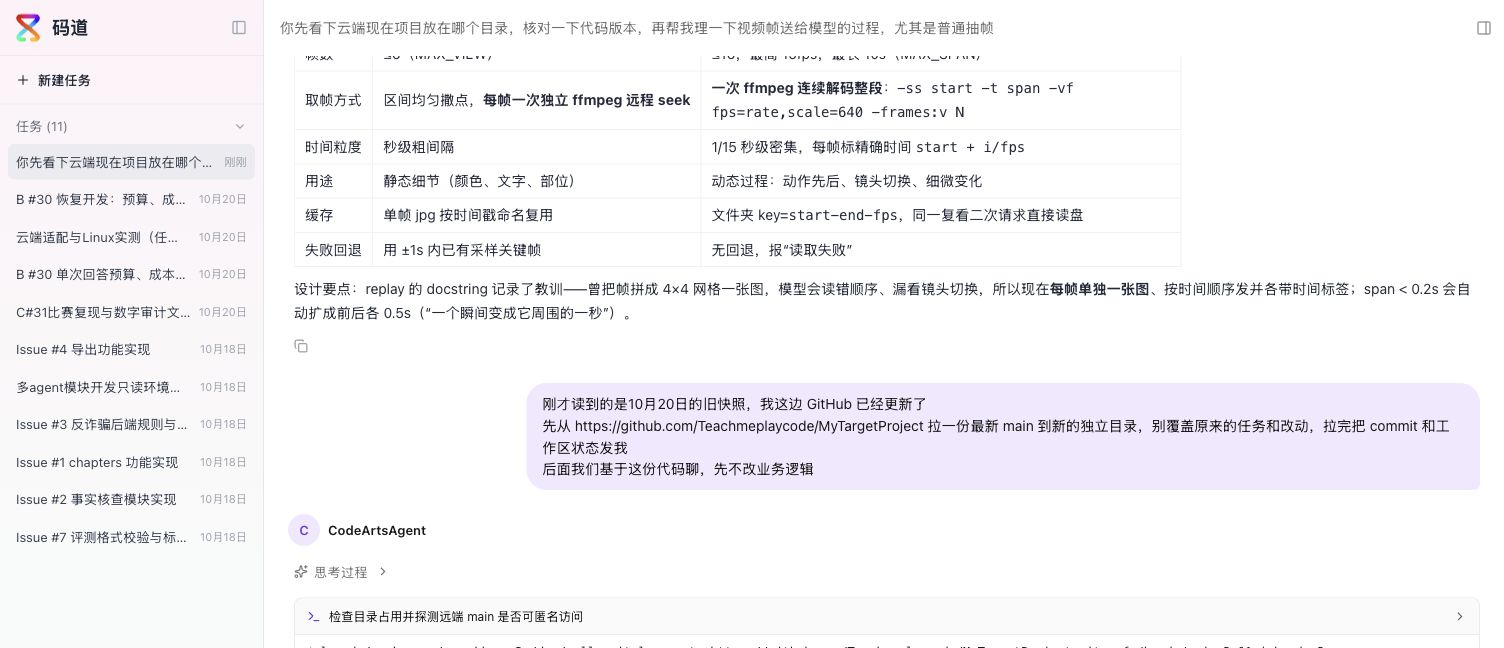 码道
新建任务
任务 (11)
你先看下云端现在项目放在哪个... 刚刚
B #30 恢复开发：预算、成... 10月20日
云端适配与Linux实测（任... 10月20日
B #30 单次回答预算、成本... 10月20日
C#31比赛复现与数字审计文... 10月20日
Issue #4 导出功能实现 10月18日
多agent模块开发只读环境... 10月18日
Issue #3 反诈骗后端规则与... 10月18日
Issue #1 chapters 功能实现 10月18日
Issue #2 事实核查模块实现 10月18日
Issue #7 评测格式校验与标... 10月18日
你先看下云端现在项目放在哪个目录，核对一下代码版本，再帮我理一下视频帧送给模型的过程，尤其是普通抽帧
取帧方式 区间均匀撒点，每帧一次独立 ffmpeg 远程 seek 一次 ffmpeg 连续解码整段：-ss start -t span -vf
fps=rate,scale=640 -frames:v N
时间粒度 秒级粗间隔 1/15 秒级密集，每帧标精确时间 start + i/fps
用途 静态细节（颜色、文字、部位） 动态过程：动作先后、镜头切换、细微变化
缓存 单帧 jpg 按时间戳命名复用 文件夹 key=start-end-fps，同一复看二次请求直接读盘
失败回退 用 ±1s 内已有采样关键帧 无回退，报“读取失败”
设计要点：replay 的 docstring 记录了教训——曾把帧拼成 4×4 网格一张图，模型会读错顺序、漏看镜头切换，所以现在每帧单独一张图、按时间顺序发并各带时间标签；span < 0.2s 会自
动扩成前后各 0.5s（“一个瞬间变成它周围的一秒”）。
刚才读到的是10月20日的旧快照，我这边 GitHub 已经更新了
先从 https://github.com/Teachmeplaycode/MyTargetProject 拉一份最新 main 到新的独立目录，别覆盖原来的任务和改动，拉完把 commit 和工
作区状态发我
后面我们基于这份代码聊，先不改业务逻辑
C CodeArtsAgent
思考过程
检查目录占用并探测远端 main 是否可匿名访问